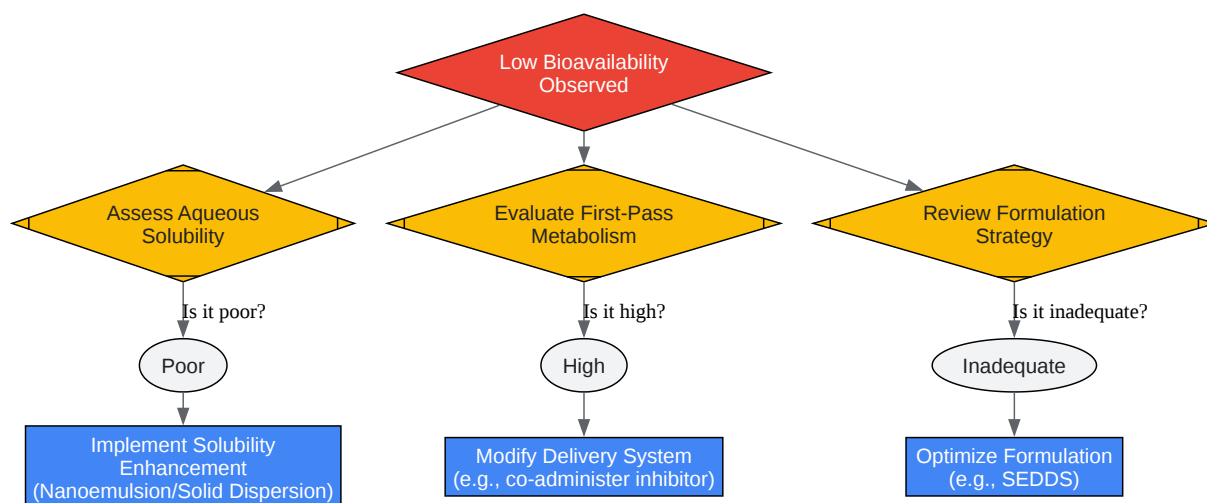 Low Bioavailability
Observed
Assess Aqueous
Solubility
Evaluate First-Pass
Metabolism
Review Formulation
Strategy
Is it poor?
Is it high?
Is it inadequate?
Poor
High
Inadequate
Implement Solubility
Enhancement
(Nanoemulsion/Solid Dispersion)
Modify Delivery System
(e.g., co-administer inhibitor)
Optimize Formulation
(e.g., SEDDS)